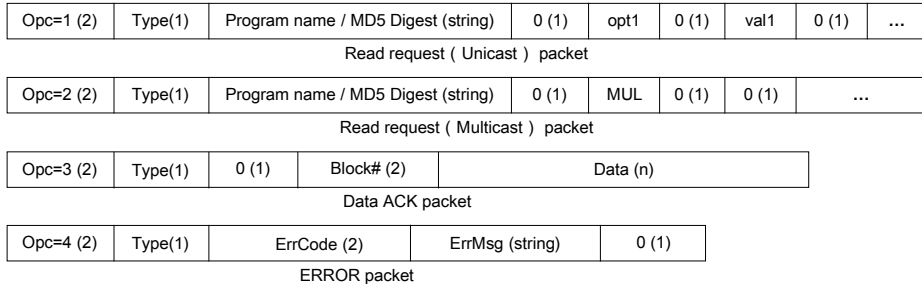 Opc=1 (2) Type(1) Program name / MD5 Digest (string) 0 (1) opt1 0 (1) val1 0 (1) ...
Read request ( Unicast ) packet
Opc=2 (2) Type(1) Program name / MD5 Digest (string) 0 (1) MUL 0 (1) 0 (1) ...
Read request ( Multicast ) packet
Opc=3 (2) Type(1) 0 (1) Block# (2) Data (n)
Data ACK packet
Opc=4 (2) Type(1) ErrCode (2) ErrMsg (string) 0 (1)
ERROR packet